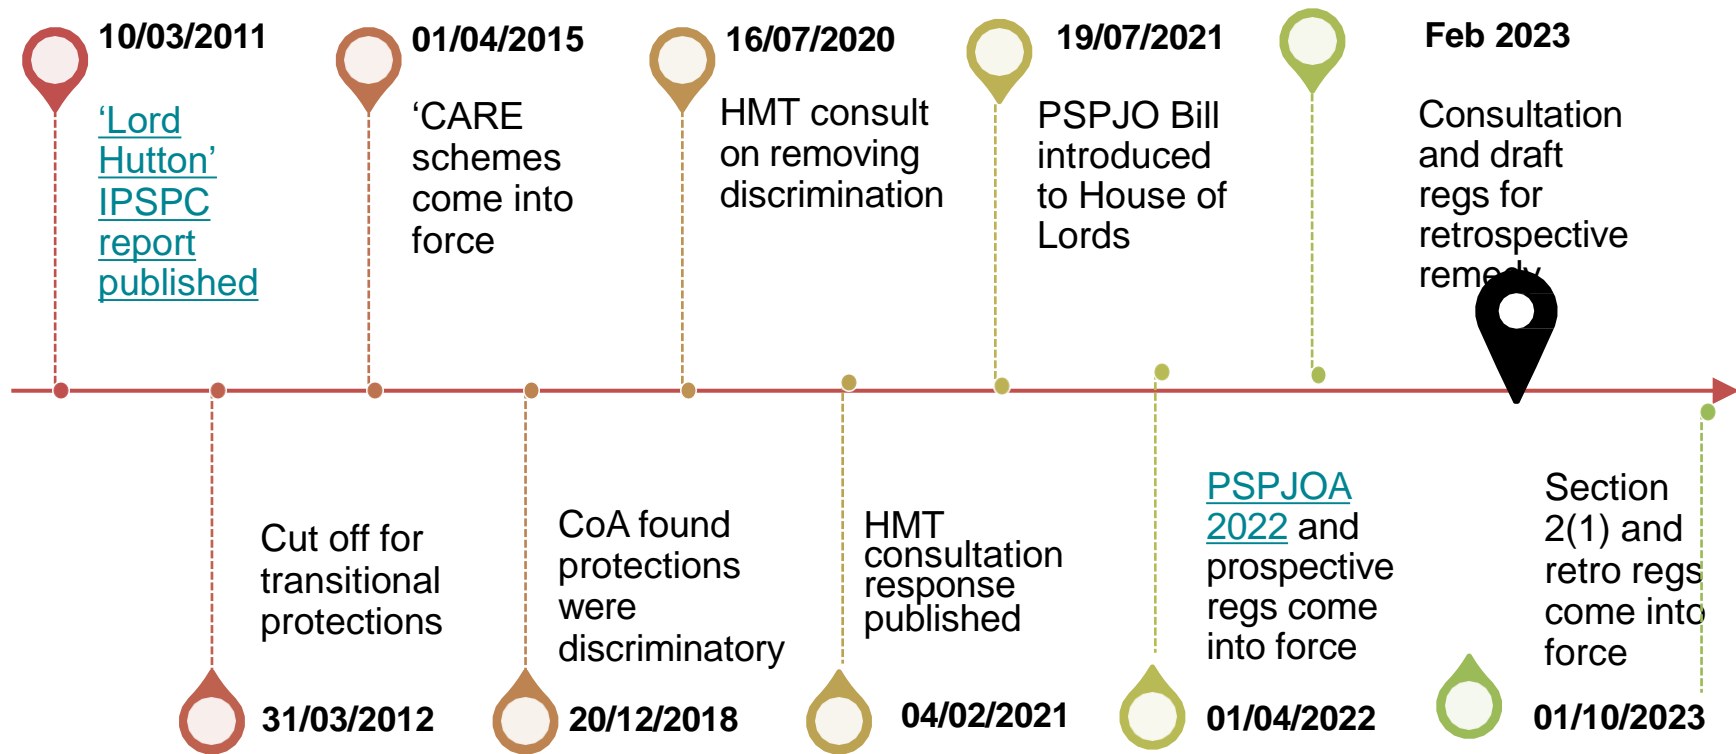 10/03/2011
‘Lord
Hutton’
IPSPC
report
published
01/04/2015
‘CARE
schemes
come into
force
16/07/2020
HMT consult
on removing
discrimination
19/07/2021
PSPJO Bill
introduced
to House of
Lords
Feb 2023
Consultation
and draft
regs for
retrospective
remedy
Cut off for
transitional
protections
31/03/2012
CoA found
protections
were
discriminatory
20/12/2018
HMT
consultation
response
published
04/02/2021
PSPJOA
2022 and
prospective
regs come
into force
01/04/2022
Section
2(1) and
retro regs
come into
force
01/10/2023